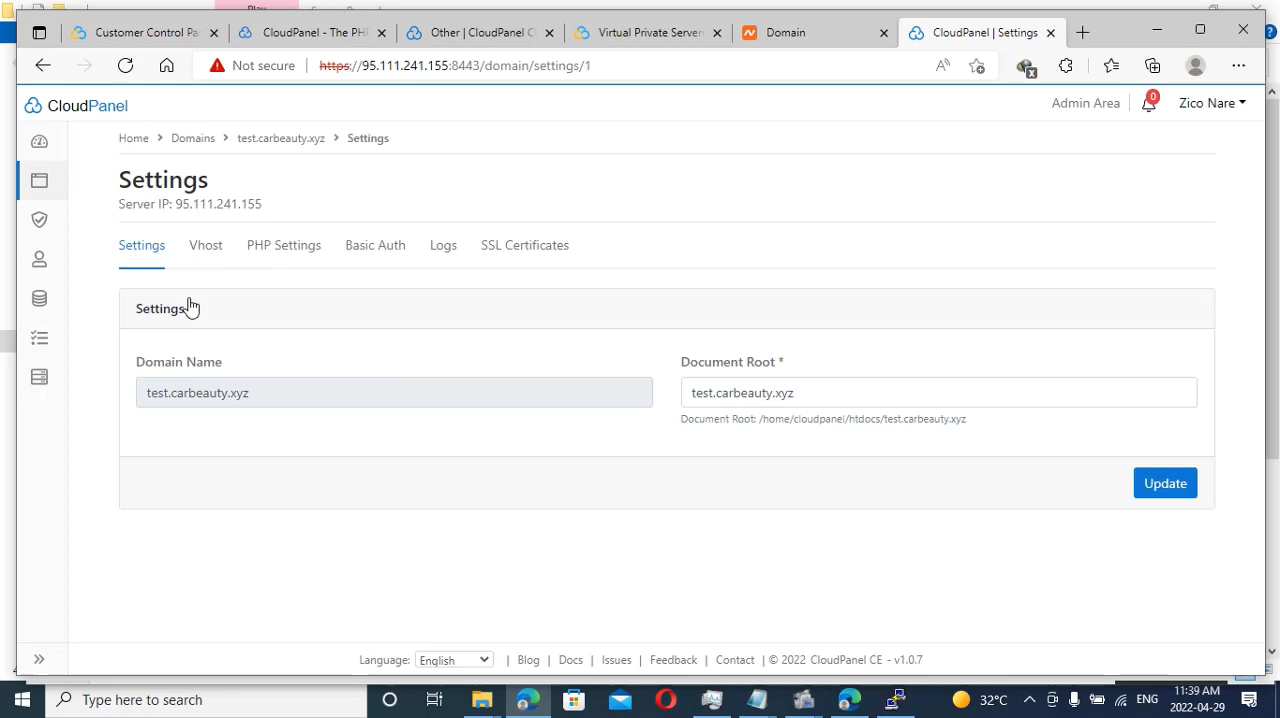 Customer Control Pa
CloudPanel - The PHP
Other | CloudPanel C
Virtual Private Server
Domain
CloudPanel | Settings
Not secure
https://95.111.241.155:8443/domain/settings/1
CloudPanel
Admin Area
0
Zico Nare
Home > Domains > test.carbeauty.xyz > Settings
Settings
Server IP: 95.111.241.155
Settings
Vhost
PHP Settings
Basic Auth
Logs
SSL Certificates
Settings
Domain Name
Document Root *
test.carbeauty.xyz
test.carbeauty.xyz
Document Root: /home/cloudpanel/htdocs/test.carbeauty.xyz
Update
Language: English | Blog | Docs | Issues | Feedback | Contact | © 2022 CloudPanel CE - v1.0.7
Type here to search
32°C
ENG
11:39 AM
2022-04-29